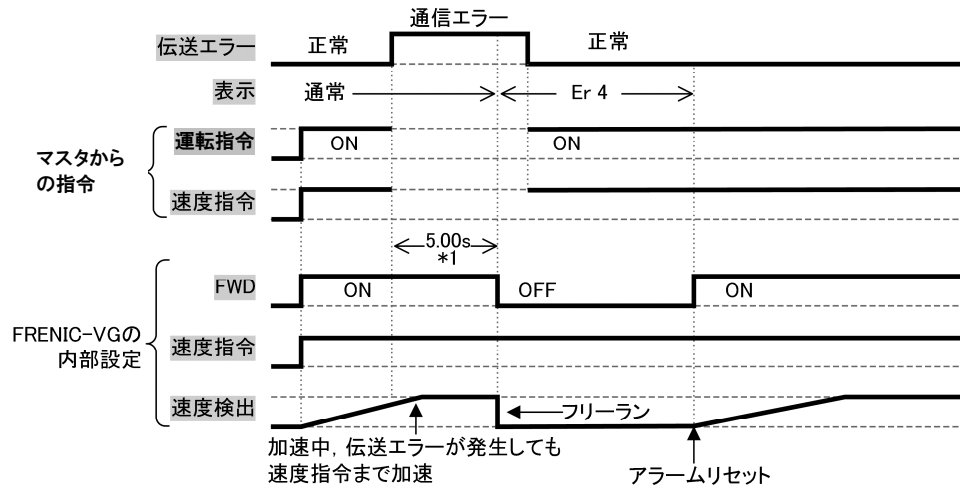 通信エラー
伝送エラー 正常 正常
表示 通常 Er 4
マスタから
の指令
運転指令 ON ON
速度指令
5.00s
*1
FRENIC-VGの
内部設定
FWD ON OFF ON
速度指令
速度検出 フリーラン
加速中，伝送エラーが発生しても
速度指令まで加速
アラームリセット